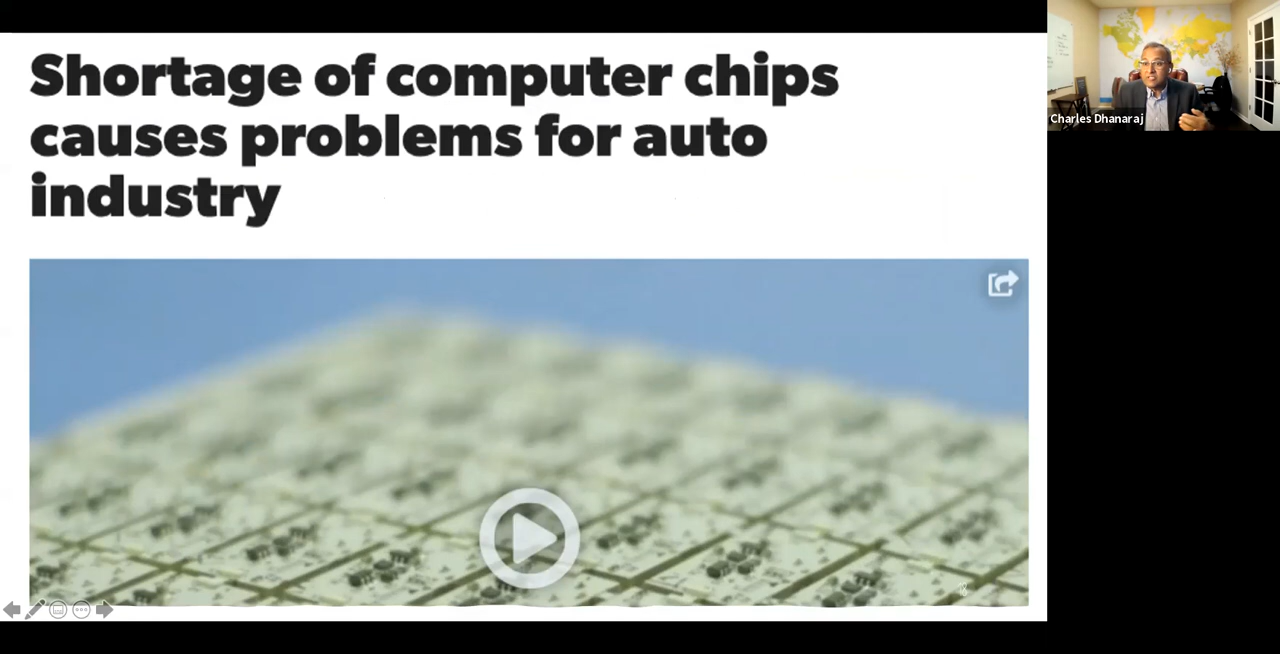 Shortage of computer chips
causes problems for auto
industry
Charles Dhanaraj